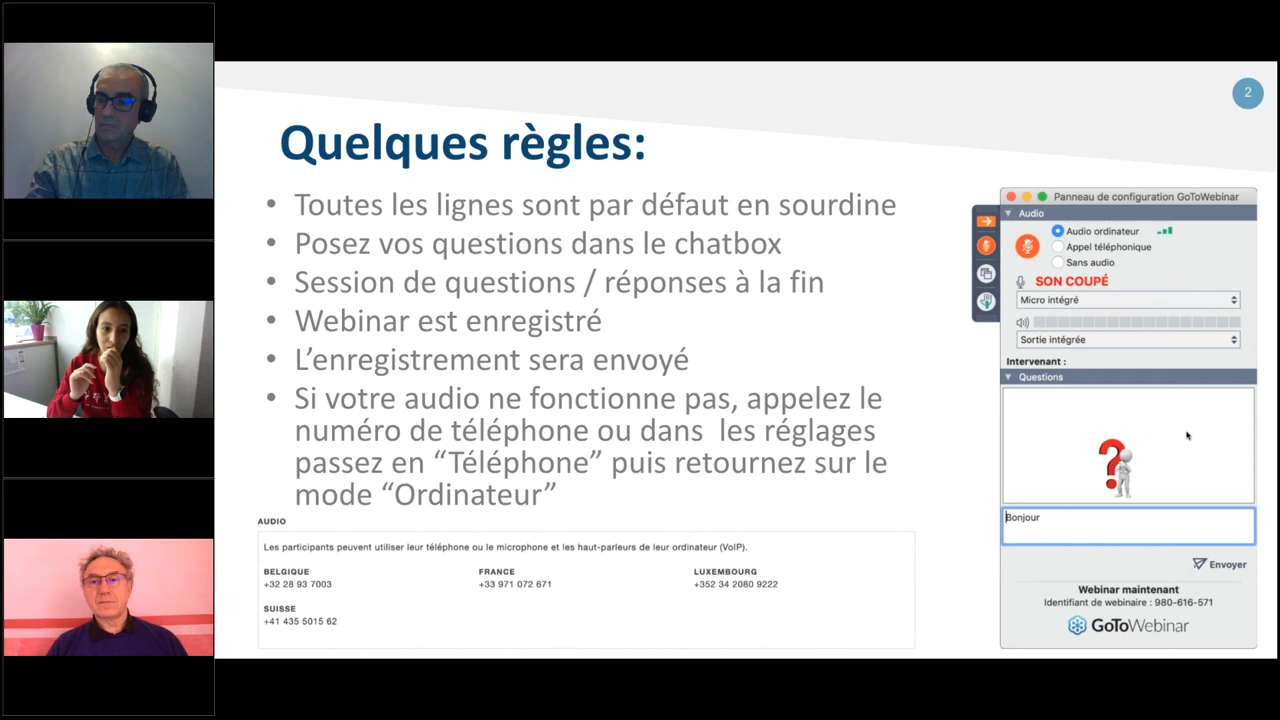 2
Quelques règles:
• Toutes les lignes sont par défaut en sourdine
• Posez vos questions dans le chatbox
• Session de questions / réponses à la fin
• Webinar est enregistré
• L’enregistrement sera envoyé
• Si votre audio ne fonctionne pas, appelez le
numéro de téléphone ou dans les réglages
passez en “Téléphone” puis retournez sur le
mode “Ordinateur”
AUDIO
Les participants peuvent utiliser leur téléphone ou le microphone et les haut-parleurs de leur ordinateur (VoIP).
BELGIQUE FRANCE LUXEMBOURG
+32 28 93 7003 +33 971 072 671 +352 34 2080 9222
SUISSE
+41 435 5015 62
Panneau de configuration GoToWebinar
Audio
Audio ordinateur
Appel téléphonique
Sans audio
SON COUPÉ
Micro intégré
Sortie intégrée
Intervenant :
Questions
?
Bonjour
Envoyer
Webinar maintenant
Identifiant de webinaire : 980-616-571
GoToWebinar